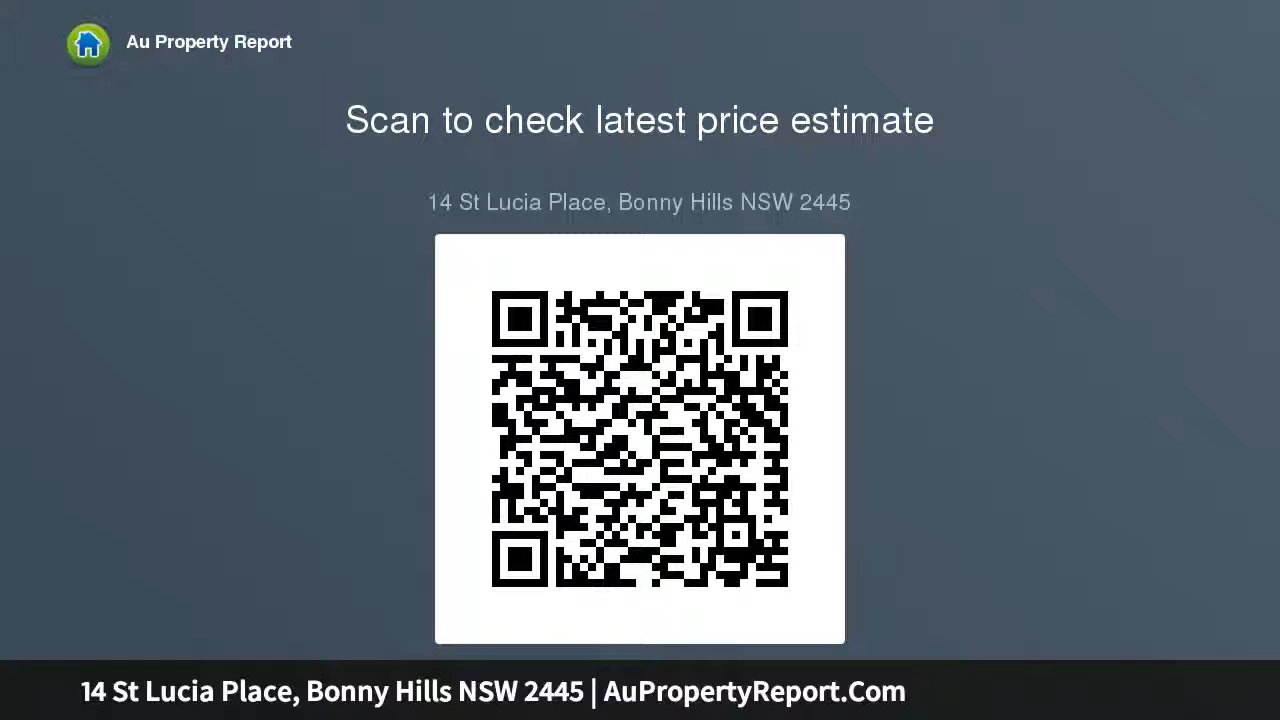 Au Property Report
Scan to check latest price estimate
14 St Lucia Place, Bonny Hills NSW 2445
14 St Lucia Place, Bonny Hills NSW 2445 | AuPropertyReport.Com